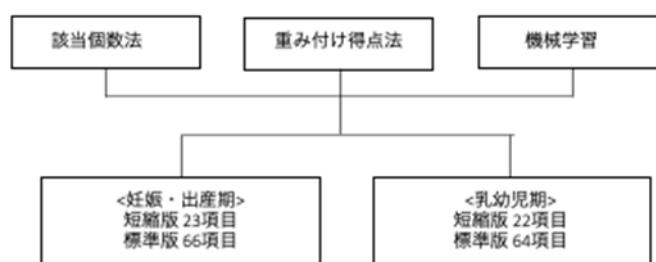 該当個数法
重み付け得点法
機械学習
<妊娠・出産期>
短縮版 23項目
標準版 66項目
<乳幼児期>
短縮版 22項目
標準版 64項目